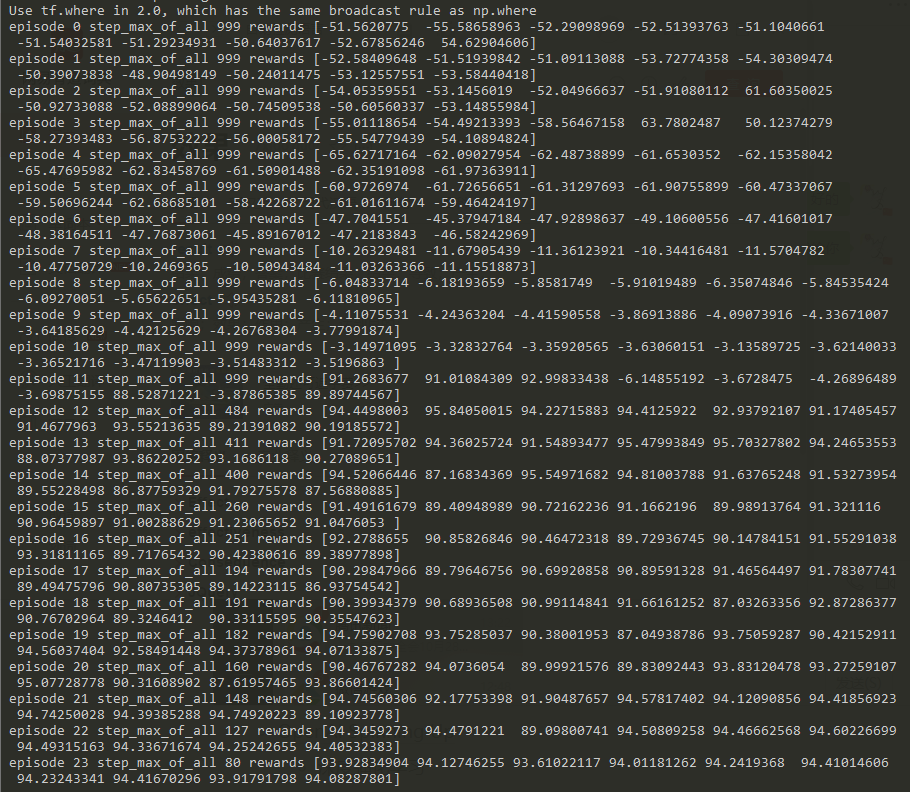 Use tf.where in 2.0, which has the same broadcast rule as np.where
episode 0 step_max_of_all 999 rewards [-51.5620775  -55.58658963 -52.29098969 -52.51393763 -51.1040661
 -51.54032581 -51.29234931 -50.64037617 -52.67856246  54.62904606]
episode 1 step_max_of_all 999 rewards [-52.58409648 -51.51939842 -51.09113088 -53.72774358 -54.30309474
 -50.39073838 -48.90498149 -50.24011475 -53.12557551 -53.58440418]
episode 2 step_max_of_all 999 rewards [-54.05359551 -53.1456019  -52.04966637 -51.91080112  61.60350025
 -50.92733088 -52.08899064 -50.74509538 -50.60560337 -53.14855984]
episode 3 step_max_of_all 999 rewards [-55.01118654 -54.49213393 -58.56467158  63.7802487   50.12374279
 -58.27393483 -56.87532222 -56.00058172 -55.54779439 -54.10894824]
episode 4 step_max_of_all 999 rewards [-65.62717164 -62.09027954 -62.48738899 -61.6530352  -62.15358042
 -65.47695982 -62.83458769 -61.50901488 -62.35191098 -61.97363911]
episode 5 step_max_of_all 999 rewards [-60.9726974  -61.72656651 -61.31297693 -61.90755899 -60.47337067
 -59.50696244 -62.68685101 -58.42268722 -61.01611674 -59.46424197]
episode 6 step_max_of_all 999 rewards [-47.7041551  -45.37947184 -47.92898637 -49.10600556 -47.41601017
 -48.38164511 -47.76873061 -45.89167012 -47.2183843  -46.58242969]
episode 7 step_max_of_all 999 rewards [-10.26329481 -11.67905439 -11.36123921 -10.34416481 -11.5704782
 -10.47750729 -10.2469365  -10.50943484 -11.03263366 -11.15518873]
episode 8 step_max_of_all 999 rewards [-6.04833714 -6.18193659 -5.8581749  -5.91019489 -6.35074846 -5.84535424
 -6.09270051 -5.65622651 -5.95435281 -6.11810965]
episode 9 step_max_of_all 999 rewards [-4.11075531 -4.24363204 -4.41590558 -3.86913886 -4.09073916 -4.33671007
 -3.64185629 -4.42125629 -4.26768304 -3.77991874]
episode 10 step_max_of_all 999 rewards [-3.14971095 -3.32832764 -3.35920565 -3.63060151 -3.13589725 -3.62140033
 -3.36521716 -3.47119903 -3.51483312 -3.5196863 ]
episode 11 step_max_of_all 999 rewards [91.2683677  91.01084309 92.99833438 -6.14855192 -3.6728475  -4.26896489
 -3.69875155 88.52871221 -3.87865385 89.89744567]
episode 12 step_max_of_all 484 rewards [94.4498003  95.84050015 94.22715883 94.4125922  92.93792107 91.17405457
 91.4677963  93.55213635 89.21391082 90.19185572]
episode 13 step_max_of_all 411 rewards [91.72095702 94.36025724 91.54893477 95.47993849 95.70327802 94.24653553
 88.07377987 93.86220252 93.1686118  90.27089651]
episode 14 step_max_of_all 400 rewards [94.52066446 87.16834369 95.54971682 94.81003788 91.63765248 91.53273954
 89.55228498 86.87759329 91.79275578 87.56880885]
episode 15 step_max_of_all 260 rewards [91.49161679 89.40948989 90.72162236 91.1662196  89.98913764 91.321116
 90.96459897 91.00288629 91.23065652 91.0476053 ]
episode 16 step_max_of_all 251 rewards [92.2788655  90.85826846 90.46472318 89.72936745 90.14784151 91.55291038
 93.31811165 89.71765432 90.42380616 89.38977898]
episode 17 step_max_of_all 194 rewards [90.29847966 89.79646756 90.69920858 90.89591328 91.46564497 91.78307741
 89.49475796 90.80735305 89.14223115 86.93754542]
episode 18 step_max_of_all 191 rewards [90.39934379 90.68936508 90.99114841 91.66161252 87.03263356 92.87286377
 90.76702964 89.3246412  90.33115595 90.35547623]
episode 19 step_max_of_all 182 rewards [94.75902708 93.75285037 90.38001953 87.04938786 93.75059287 90.42152911
 94.56037404 92.58491448 94.37378961 94.07133875]
episode 20 step_max_of_all 160 rewards [90.46767282 94.0736054  89.99921576 89.83092443 93.83120478 93.27259107
 95.07728778 90.31608902 87.61957465 93.86601424]
episode 21 step_max_of_all 148 rewards [94.74560306 92.17753398 91.90487657 94.57817402 94.12090856 94.41856923
 94.74250028 94.39385288 94.74920223 89.10923778]
episode 22 step_max_of_all 127 rewards [94.3459273  94.4791221  89.09800741 94.50809258 94.46662568 94.60226699
 94.49315163 94.33671674 94.25242655 94.40532383]
episode 23 step_max_of_all 80 rewards [93.92834904 94.12746255 93.61022117 94.01181262 94.2419368  94.41014606
 94.23243341 94.41670296 93.91791798 94.08287801]